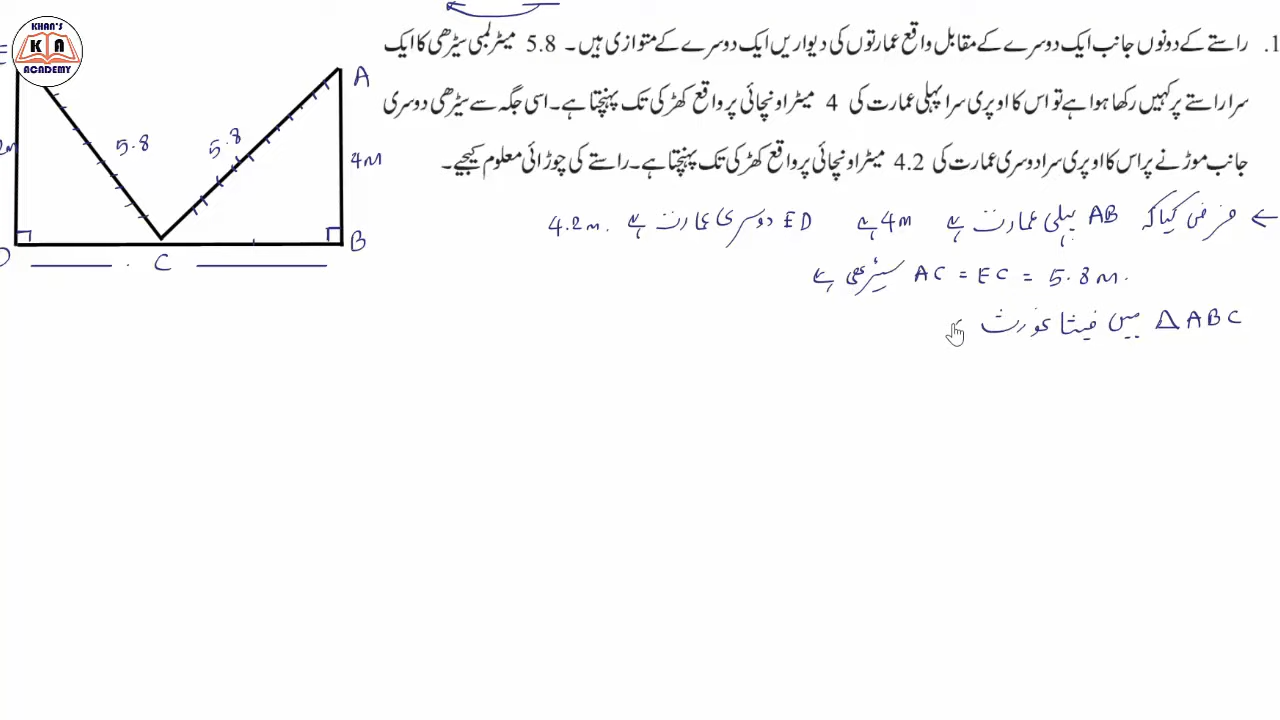 KHAN'S
K A
ACADEMY
1. راستے کے دونوں جانب ایک دوسرے کے مقابل واقع عمارتوں کی دیواریں ایک دوسرے کے متوازی ہیں۔ 5.8 میٹر لمبی سیڑھی کا ایک
سرا راستے پر کہیں رکھا ہوا ہے تو اس کا اوپری سرا پہلی عمارت کی 4 میٹر اونچائی پر واقع کھڑکی تک پہنچتا ہے۔ اسی جگہ سے سیڑھی دوسری
جانب موڑنے پر اس کا اوپری سرا دوسری عمارت کی 4.2 میٹر اونچائی پر واقع کھڑکی تک پہنچتا ہے۔ راستے کی چوڑائی معلوم کیجیے۔
← فرض کیا کہ AB پہلی عمارت ہے 4m ہے ED دوسری عمارت ہے 4.2m.
AC = EC = 5.8m. سیڑھی ہے
△ABC میں فیثا غورث
E
A
5.8
5.8
2m
4m
D
C
B